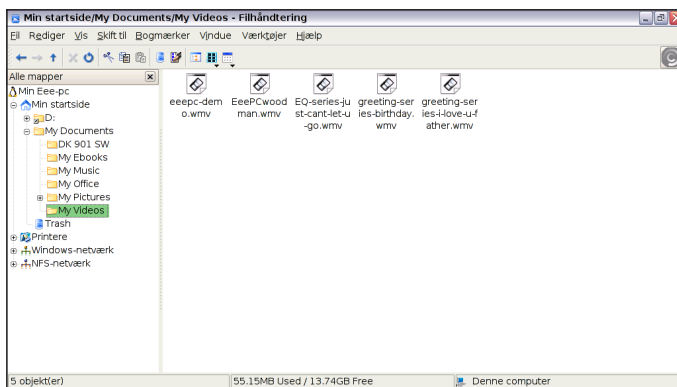 Min startside/My Documents/My Videos - Filhåndtering
Fil Rediger Vis Skift til Bogmærker Vindue Værktøjer Hjælp
Alle mapper
Min Eee-pc
Min startside
D:
My Documents
DK 901 SW
My Ebooks
My Music
My Office
My Pictures
My Videos
Trash
Printere
Windows-netværk
NFS-netværk
eeepc-dem
o.wmv
EeePCwood
man.wmv
EQ-series-ju
st-cant-let-u
-go.wmv
greeting-ser
ies-birthday.
wmv
greeting-ser
ies-i-love-u-f
ather.wmv
5 objekt(er)
55.15MB Used / 13.74GB Free
Denne computer